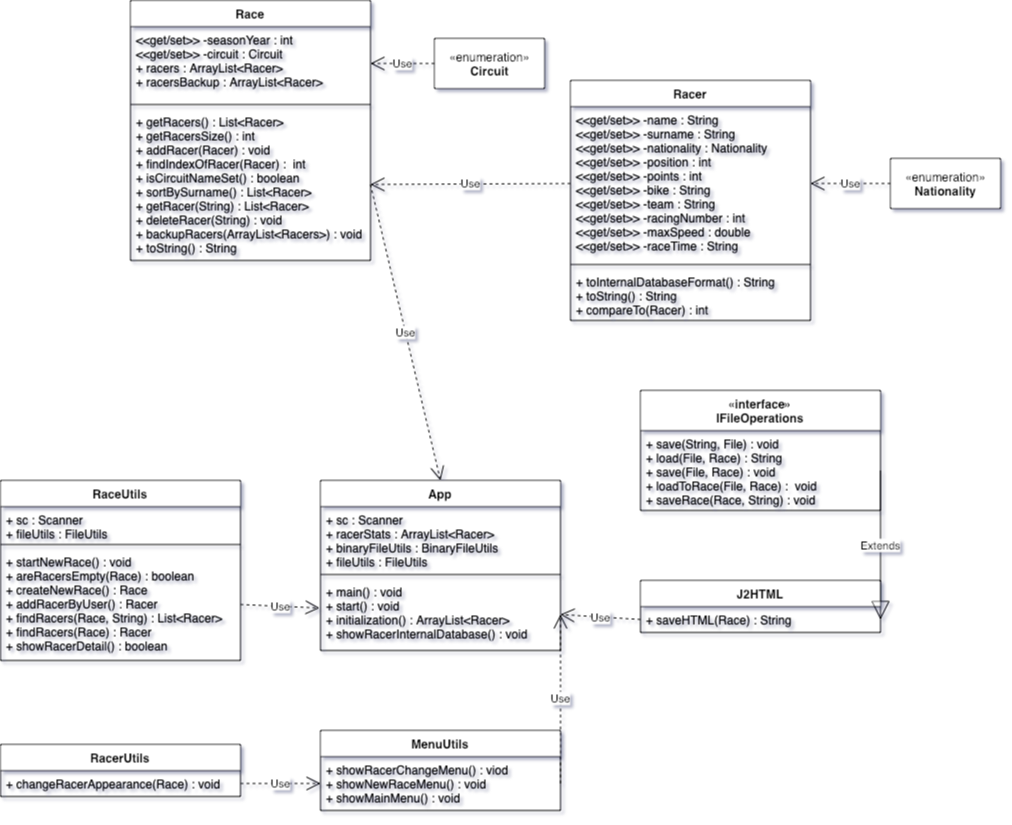 Race
<<get/set>> -seasonYear : int
<<get/set>> -circuit : Circuit
+ racers : ArrayList<Racer>
+ racersBackup : ArrayList<Racer>
+ getRacers() : List<Racer>
+ getRacersSize() : int
+ addRacer(Racer) : void
+ findIndexOfRacer(Racer) :  int
+ isCircuitNameSet() : boolean
+ sortBySurname() : List<Racer>
+ getRacer(String) : List<Racer>
+ deleteRacer(String) : void
+ backupRacers(ArrayList<Racers>) : void
+ toString() : String
Use
«enumeration»
Circuit
Racer
<<get/set>> -name : String
<<get/set>> -surname : String
<<get/set>> -nationality : Nationality
<<get/set>> -position : int
<<get/set>> -points : int
<<get/set>> -bike : String
<<get/set>> -team : String
<<get/set>> -racingNumber : int
<<get/set>> -maxSpeed : double
<<get/set>> -raceTime : String
+ toInternalDatabaseFormat() : String
+ toString() : String
+ compareTo(Racer) : int
Use
Use
«enumeration»
Nationality
Use
«interface»
IFileOperations
+ save(String, File) : void
+ load(File, Race) : String
+ save(File, Race) : void
+ loadToRace(File, Race) :  void
+ saveRace(Race, String) : void
Extends
RaceUtils
+ sc : Scanner
+ fileUtils : FileUtils
+ startNewRace() : void
+ areRacersEmpty(Race) : boolean
+ createNewRace() : Race
+ addRacerByUser() : Racer
+ findRacers(Race, String) : List<Racer>
+ findRacers(Race) : Racer
+ showRacerDetail() : boolean
Use
App
+ sc : Scanner
+ racerStats : ArrayList<Racer>
+ binaryFileUtils : BinaryFileUtils
+ fileUtils : FileUtils
+ main() : void
+ start() : void
+ initialization() : ArrayList<Racer>
+ showRacerInternalDatabase() : void
Use
J2HTML
+ saveHTML(Race) : String
Use
RacerUtils
+ changeRacerAppearance(Race) : void
Use
MenuUtils
+ showRacerChangeMenu() : viod
+ showNewRaceMenu() : void
+ showMainMenu() : void